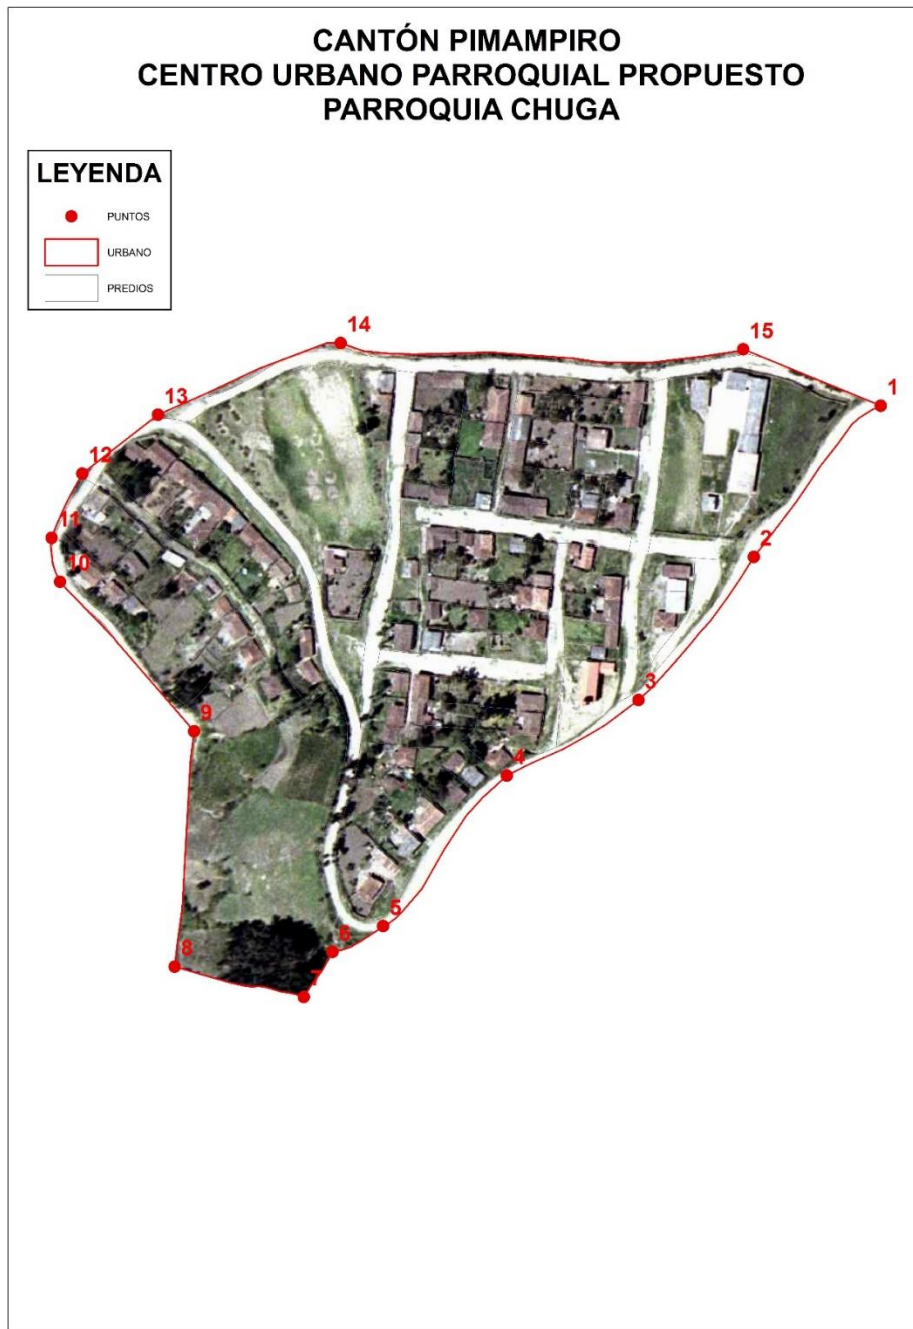 CANTÓN PIMAMPIRO
CENTRO URBANO PARROQUIAL PROPUESTO
PARROQUIA CHUGA
LEYENDA
PUNTOS
URBANO
PREDIOS
14
15
1
13
12
11
2
10
3
9
4
5
6
8
7